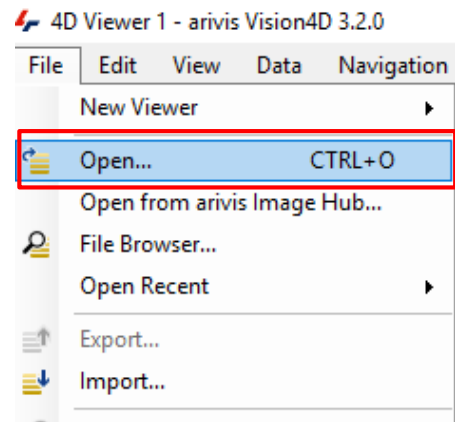 4D Viewer 1 - arivis Vision4D 3.2.0
File Edit View Data Navigation
New Viewer
Open... CTRL+O
Open from arivis Image Hub...
File Browser...
Open Recent
Export...
Import...